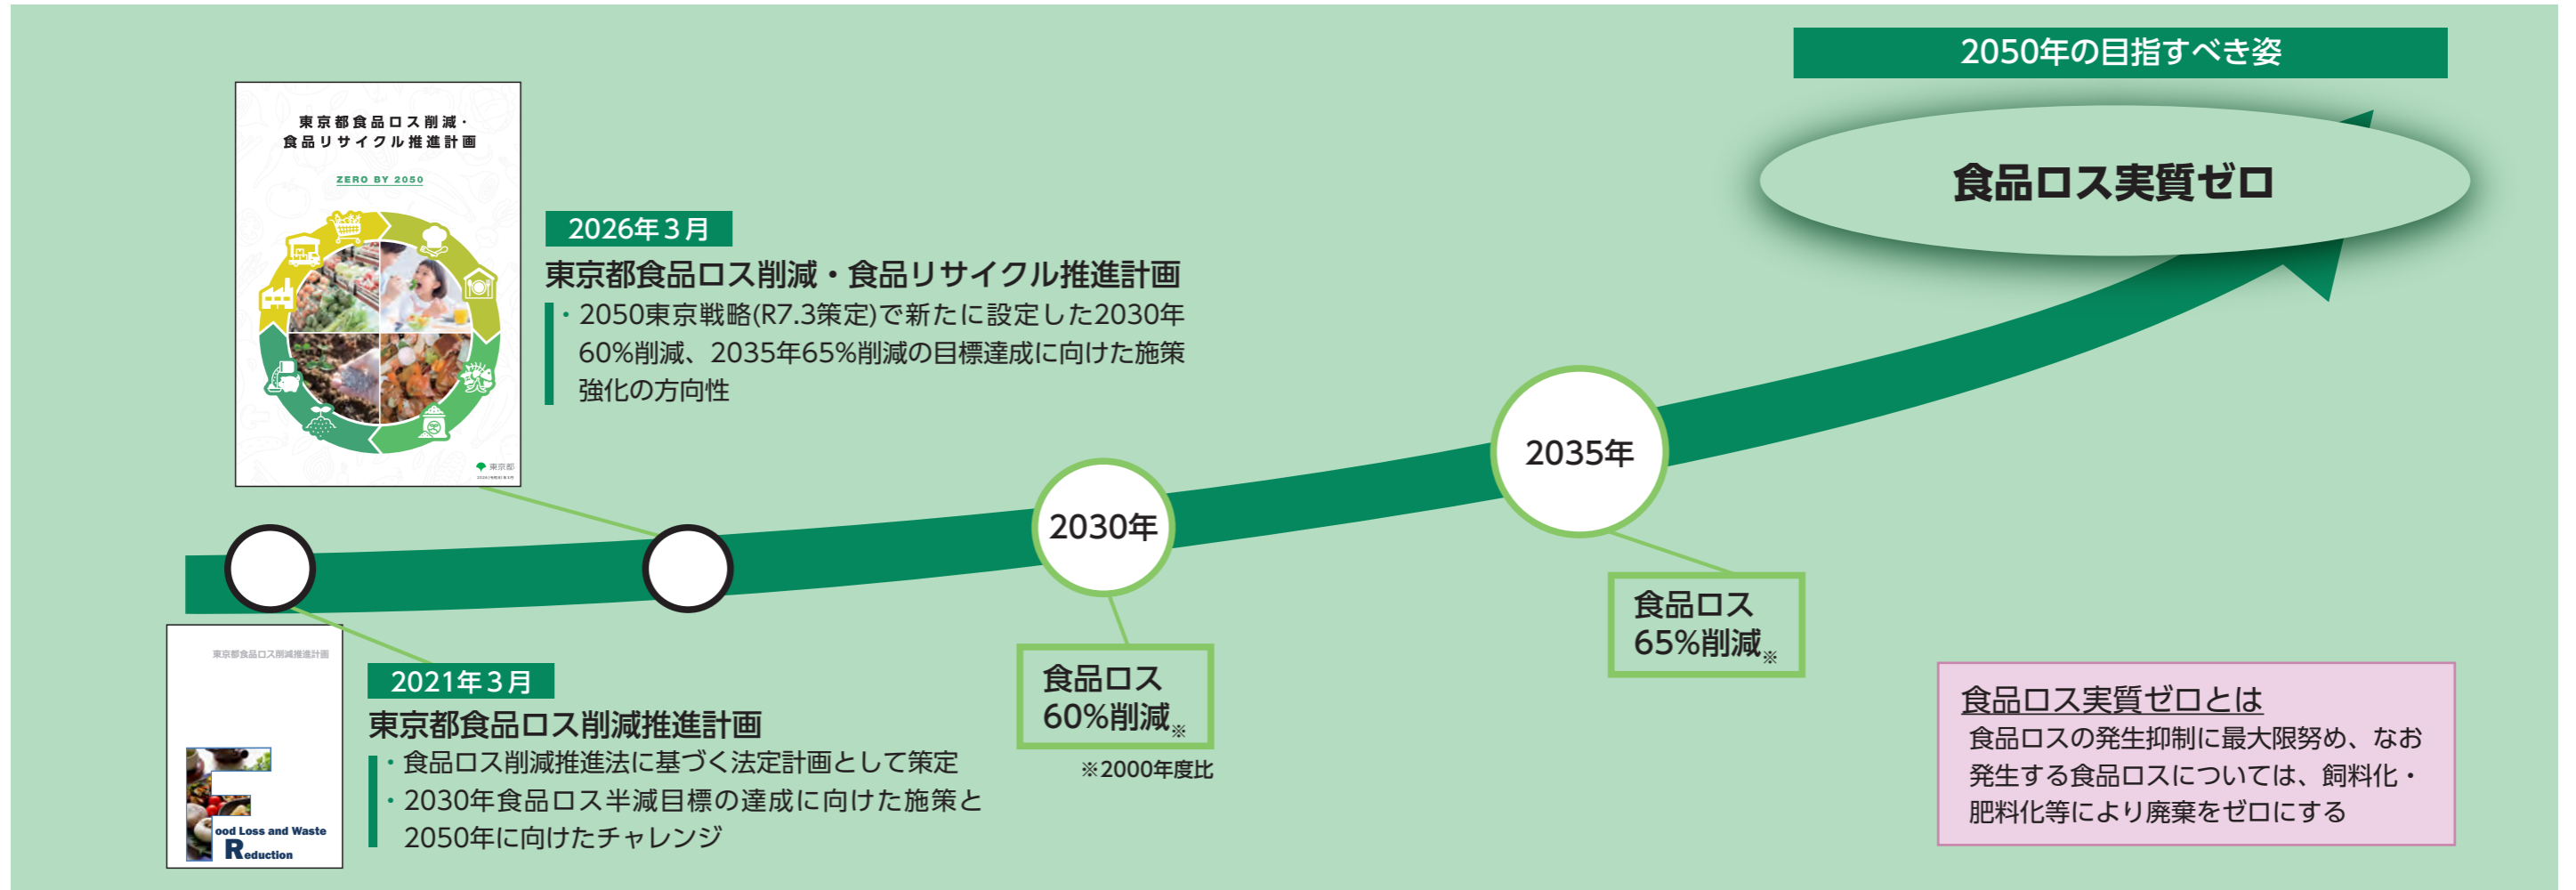 2050年の目指すべき姿
食品ロス実質ゼロ
東京都食品ロス削減・
食品リサイクル推進計画
ZERO BY 2050
東京都
2026年３月
東京都食品ロス削減・食品リサイクル推進計画
・2050東京戦略(R7.3策定)で新たに設定した2030年
60%削減、2035年65%削減の目標達成に向けた施策
強化の方向性
2035年
2030年
食品ロス
65%削減※
食品ロス
60%削減※
※2000年度比
東京都食品ロス削減推進計画
Food Loss and Waste
Reduction
2021年３月
東京都食品ロス削減推進計画
・食品ロス削減推進法に基づく法定計画として策定
・2030年食品ロス半減目標の達成に向けた施策と
2050年に向けたチャレンジ
食品ロス実質ゼロとは
食品ロスの発生抑制に最大限努め、なお
発生する食品ロスについては、飼料化・
肥料化等により廃棄をゼロにする